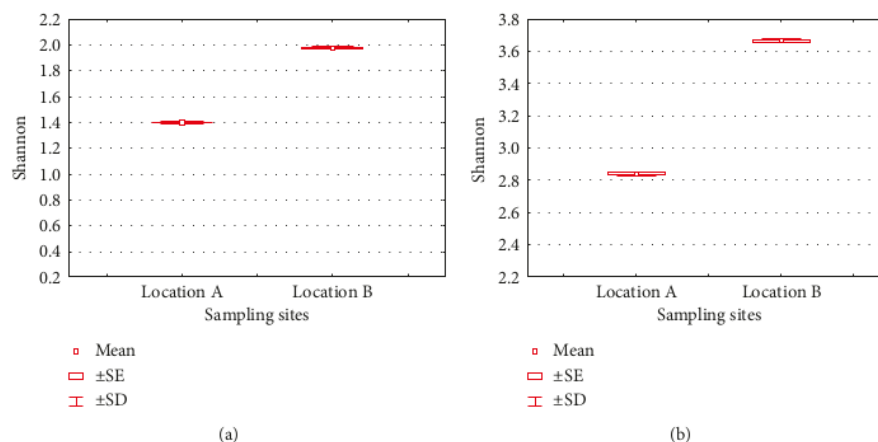 2.2
2.0
1.8
1.6
1.4
1.2
1.0
0.8
0.6
0.4
0.2
Shannon
Location A Location B
Sampling sites
Mean
±SE
±SD
(a)
3.8
3.6
3.4
3.2
3.0
2.8
2.6
2.4
2.2
Shannon
Location A Location B
Sampling sites
Mean
±SE
±SD
(b)